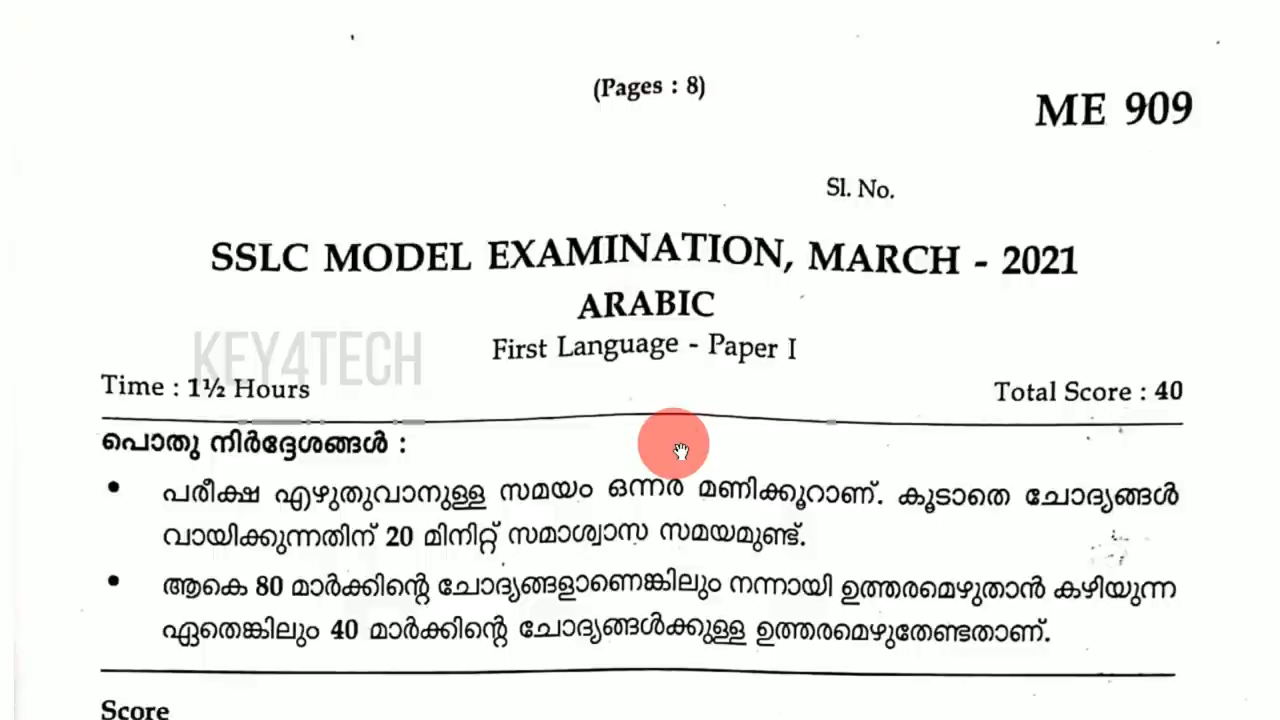 (Pages : 8)
ME 909
Sl. No.
SSLC MODEL EXAMINATION, MARCH - 2021
ARABIC
First Language - Paper I
KEY4TECH
Time : 1½ Hours
Total Score : 40
പൊതു നിർദ്ദേശങ്ങൾ :
• പരീക്ഷ എഴുതുവാനുള്ള സമയം ഒന്നര മണിക്കൂറാണ്. കൂടാതെ ചോദ്യങ്ങൾ
വായിക്കുന്നതിന് 20 മിനിറ്റ് സമാശ്വാസ സമയമുണ്ട്.
• ആകെ 80 മാർക്കിന്റെ ചോദ്യങ്ങളാണെങ്കിലും നന്നായി ഉത്തരമെഴുതാൻ കഴിയുന്ന
ഏതെങ്കിലും 40 മാർക്കിന്റെ ചോദ്യങ്ങൾക്കുള്ള ഉത്തരമെഴുതേണ്ടതാണ്.
Score